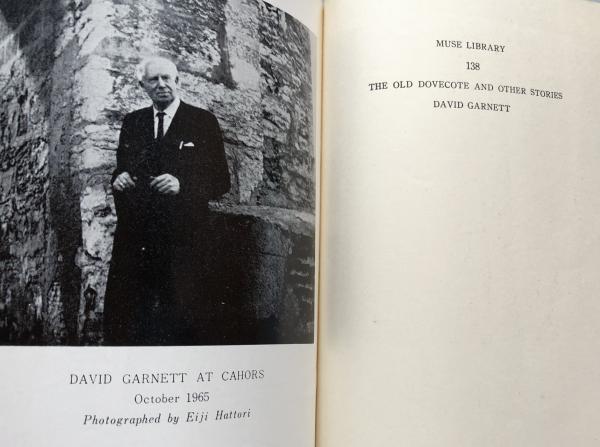 DAVID GARNETT AT CAHORS
October 1965
Photographed by Eiji Hattori
MUSE LIBRARY
138
THE OLD DOVECOTE AND OTHER STORIES
DAVID GARNETT